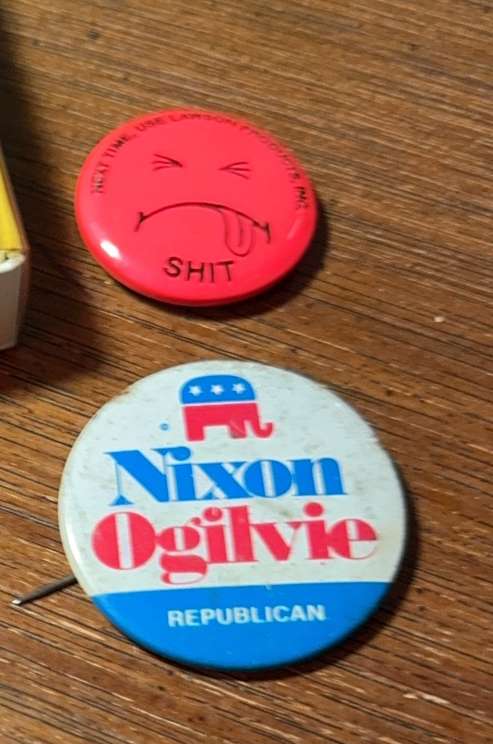 NEXT TIME, USE LAWSON PRODUCTS, INC.
SHIT
Nixon
Ogilvie
REPUBLICAN